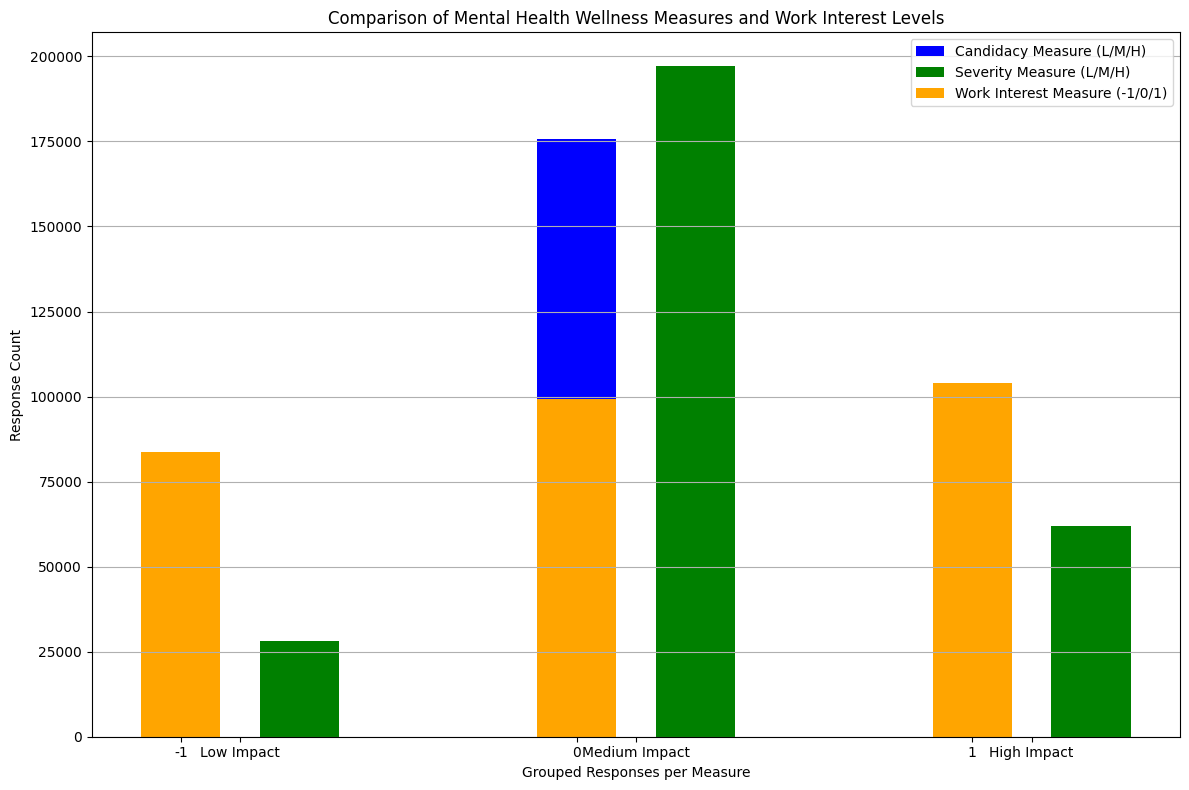 Comparison of Mental Health Wellness Measures and Work Interest Levels
Candidacy Measure (L/M/H)
Severity Measure (L/M/H)
Work Interest Measure (-1/0/1)
Response Count
200000
175000
150000
125000
100000
75000
50000
25000
0
-1 Low Impact 0 Medium Impact 1 High Impact
Grouped Responses per Measure